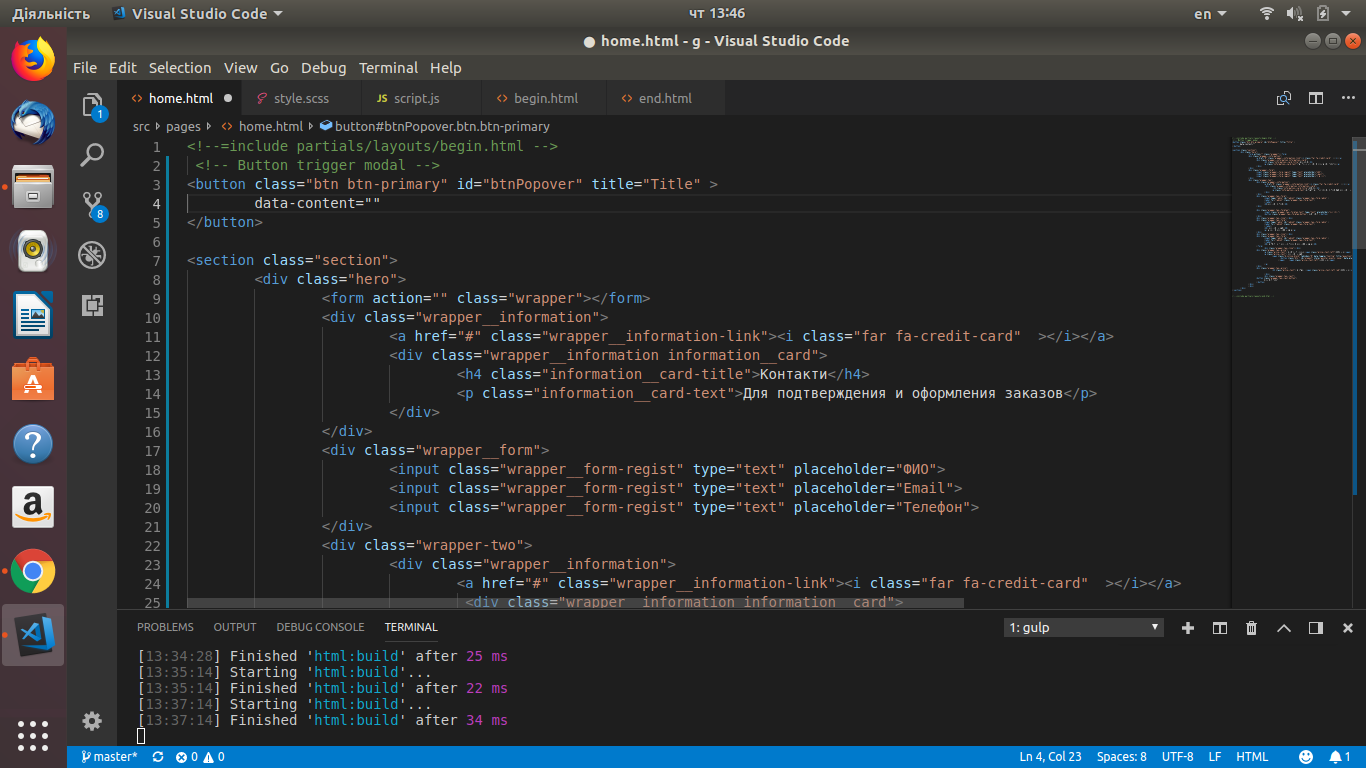 Діяльність Visual Studio Code чт 13:46 en
● home.html - g - Visual Studio Code
File Edit Selection View Go Debug Terminal Help
<> home.html ● style.scss JS script.js <> begin.html <> end.html
src pages <> home.html button#btnPopover.btn.btn-primary
1
8
1 <!--=include partials/layouts/begin.html -->
2 <!-- Button trigger modal -->
3 <button class="btn btn-primary" id="btnPopover" title="Title" >
4 data-content=""
5 </button>
6
7 <section class="section">
8 <div class="hero">
9 <form action="" class="wrapper"></form>
10 <div class="wrapper__information">
11 <a href="#" class="wrapper__information-link"><i class="far fa-credit-card"  ></i></a>
12 <div class="wrapper__information information__card">
13 <h4 class="information__card-title">Контакти</h4>
14 <p class="information__card-text">Для подтверждения и оформления заказов</p>
15 </div>
16 </div>
17 <div class="wrapper__form">
18 <input class="wrapper__form-regist" type="text" placeholder="ФИО">
19 <input class="wrapper__form-regist" type="text" placeholder="Email">
20 <input class="wrapper__form-regist" type="text" placeholder="Телефон">
21 </div>
22 <div class="wrapper-two">
23 <div class="wrapper__information">
24 <a href="#" class="wrapper__information-link"><i class="far fa-credit-card"  ></i></a>
25 <div class="wrapper__information information__card">
PROBLEMS OUTPUT DEBUG CONSOLE TERMINAL 1: gulp
[13:34:28] Finished 'html:build' after 25 ms
[13:35:14] Starting 'html:build'...
[13:35:14] Finished 'html:build' after 22 ms
[13:37:14] Starting 'html:build'...
[13:37:14] Finished 'html:build' after 34 ms
master* 0 0 Ln 4, Col 23 Spaces: 8 UTF-8 LF HTML 1